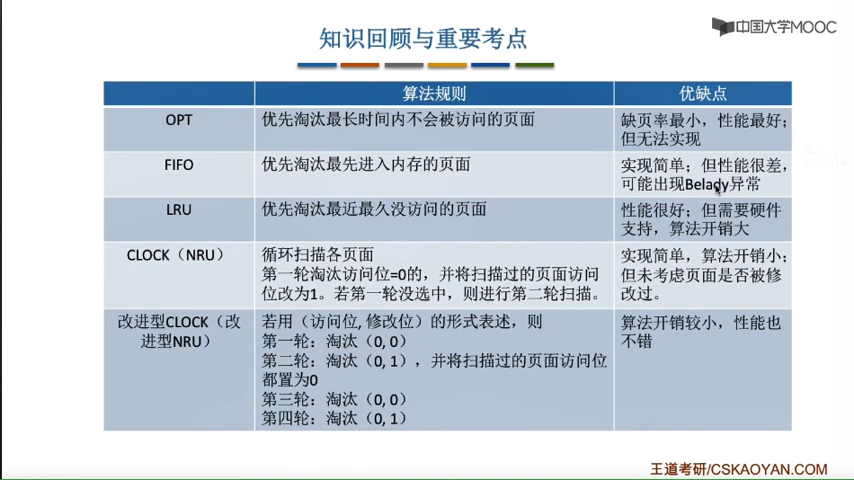 知识回顾与重要考点
中国大学MOOC
算法规则
优缺点
OPT
优先淘汰最长时间内不会被访问的页面
缺页率最小，性能最好；
但无法实现
FIFO
优先淘汰最先进入内存的页面
实现简单；但性能很差，
可能出现Belady异常
LRU
优先淘汰最近最久没访问的页面
性能很好；但需要硬件
支持，算法开销大
CLOCK（NRU）
循环扫描各页面
第一轮淘汰访问位=0的，并将扫描过的页面访问
位改为1。若第一轮没选中，则进行第二轮扫描。
实现简单，算法开销小；
但未考虑页面是否被修
改过。
改进型CLOCK（改
进型NRU）
若用（访问位, 修改位）的形式表述，则
第一轮：淘汰（0, 0）
第二轮：淘汰（0, 1），并将扫描过的页面访问位
都置为0
第三轮：淘汰（0, 0）
第四轮：淘汰（0, 1）
算法开销较小，性能也
不错
王道考研/CSKAOYAN.COM